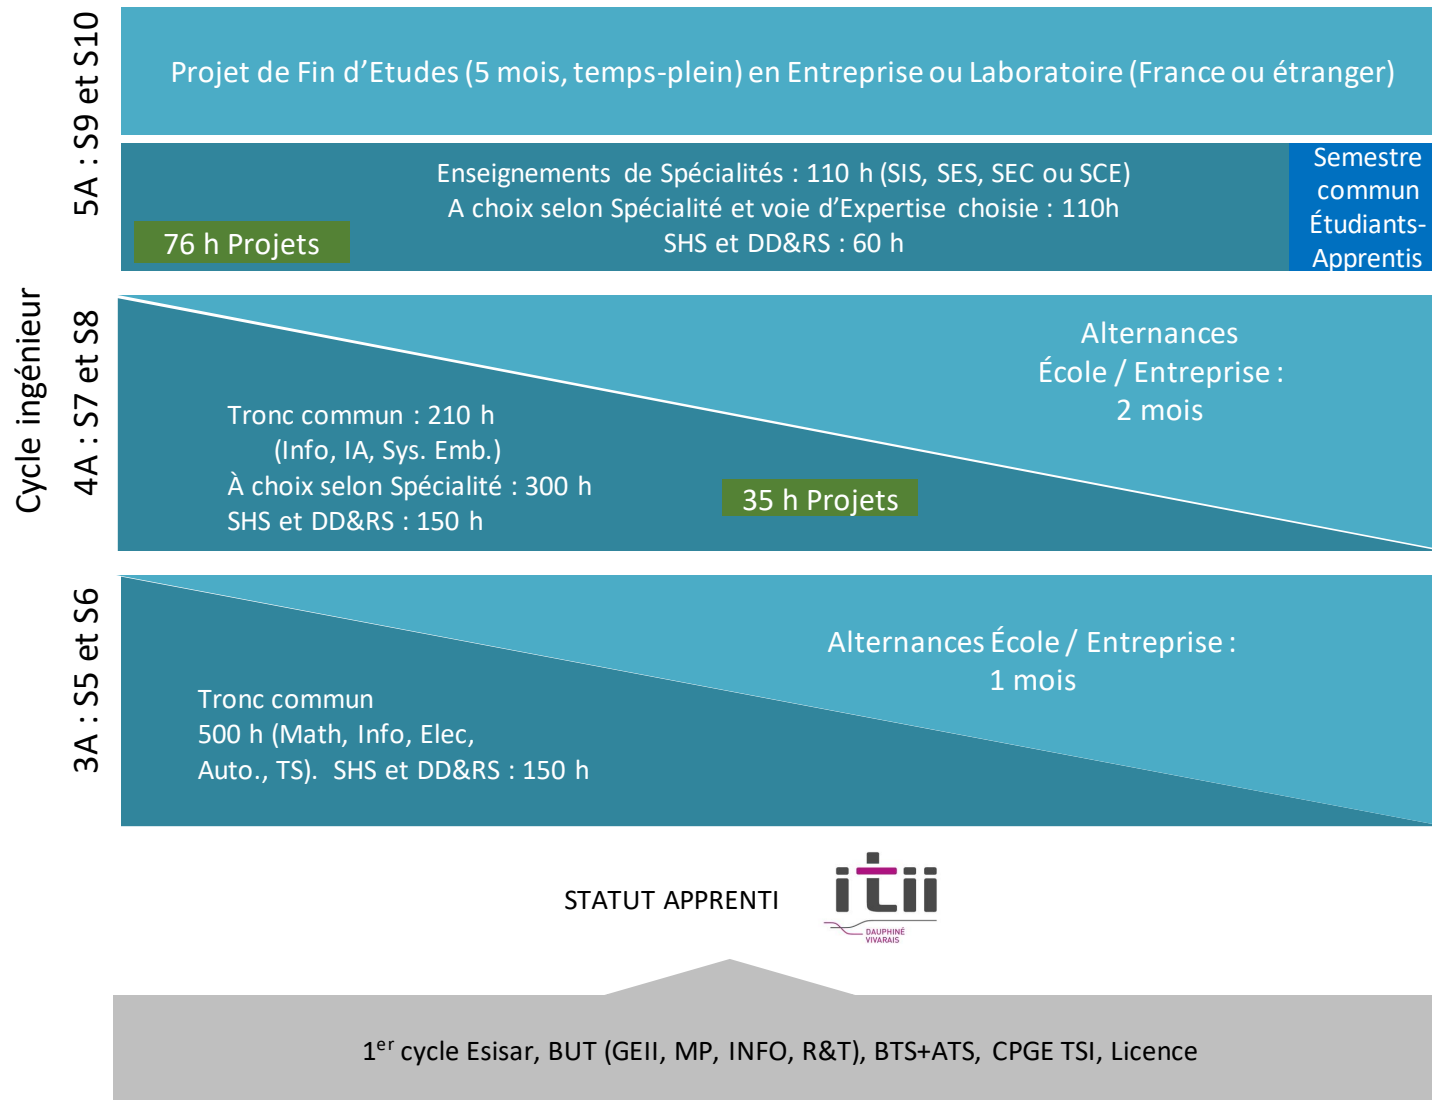 Cycle ingénieur
5A : S9 et S10
Projet de Fin d’Etudes (5 mois, temps-plein) en Entreprise ou Laboratoire (France ou étranger)
Enseignements de Spécialités : 110 h (SIS, SES, SEC ou SCE)
A choix selon Spécialité et voie d’Expertise choisie : 110h
SHS et DD&RS : 60 h
76 h Projets
Semestre
commun
Étudiants-
Apprentis
4A : S7 et S8
Alternances
École / Entreprise :
2 mois
Tronc commun : 210 h
(Info, IA, Sys. Emb.)
À choix selon Spécialité : 300 h
SHS et DD&RS : 150 h
35 h Projets
3A : S5 et S6
Alternances École / Entreprise :
1 mois
Tronc commun
500 h (Math, Info, Elec,
Auto., TS). SHS et DD&RS : 150 h
STATUT APPRENTI
itii
DAUPHINÉ
VIVARAIS
1er cycle Esisar, BUT (GEII, MP, INFO, R&T), BTS+ATS, CPGE TSI, Licence